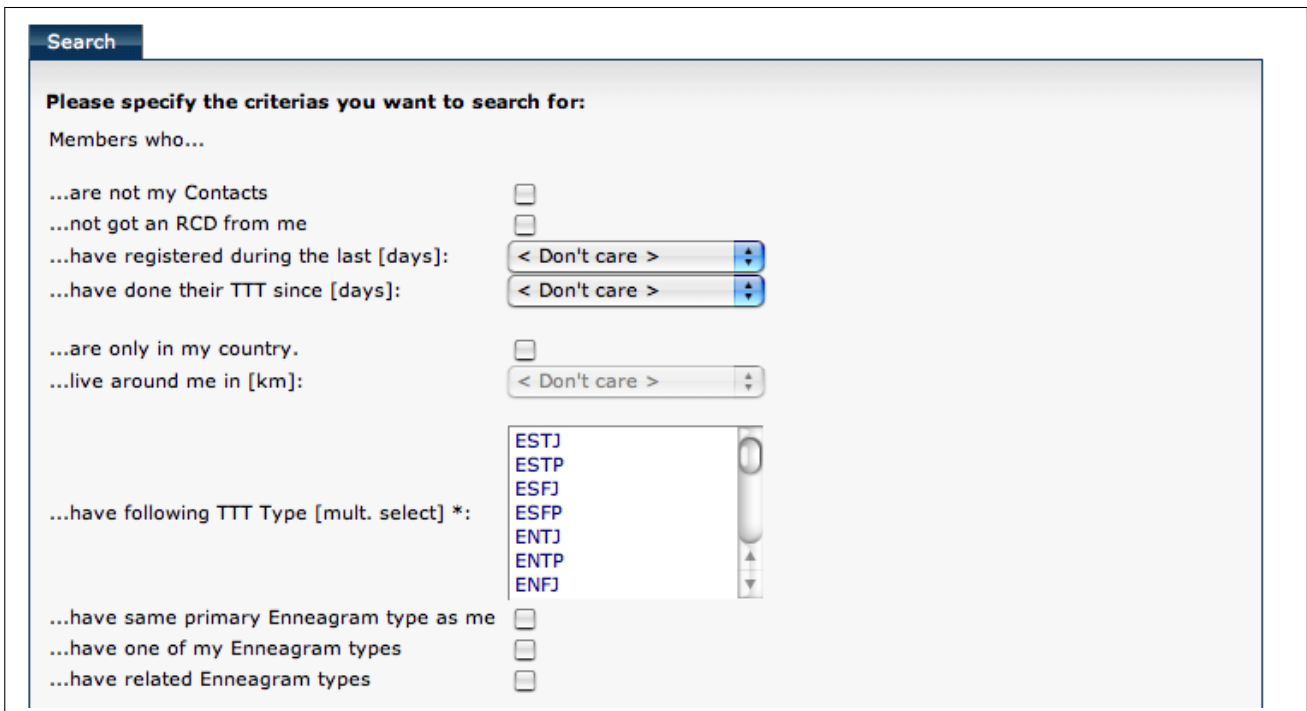 Search
Please specify the criterias you want to search for:
Members who...
...are not my Contacts
...not got an RCD from me
...have registered during the last [days]: < Don't care >
...have done their TTT since [days]: < Don't care >
...are only in my country.
...live around me in [km]: < Don't care >
ESTJ
ESTP
ESFJ
...have following TTT Type [mult. select] *: ESFP
ENTJ
ENTP
ENFJ
...have same primary Enneagram type as me
...have one of my Enneagram types
...have related Enneagram types